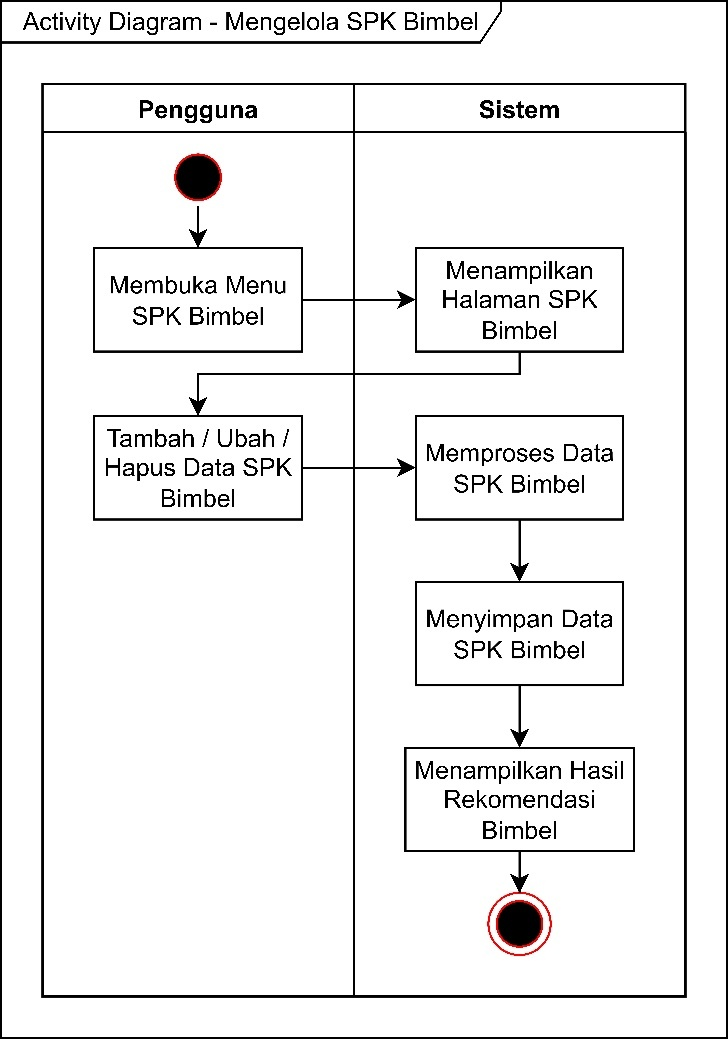 Activity Diagram - Mengelola SPK Bimbel
Pengguna
Sistem
Membuka Menu
SPK Bimbel
Menampilkan
Halaman SPK
Bimbel
Tambah / Ubah /
Hapus Data SPK
Bimbel
Memproses Data
SPK Bimbel
Menyimpan Data
SPK Bimbel
Menampilkan Hasil
Rekomendasi
Bimbel